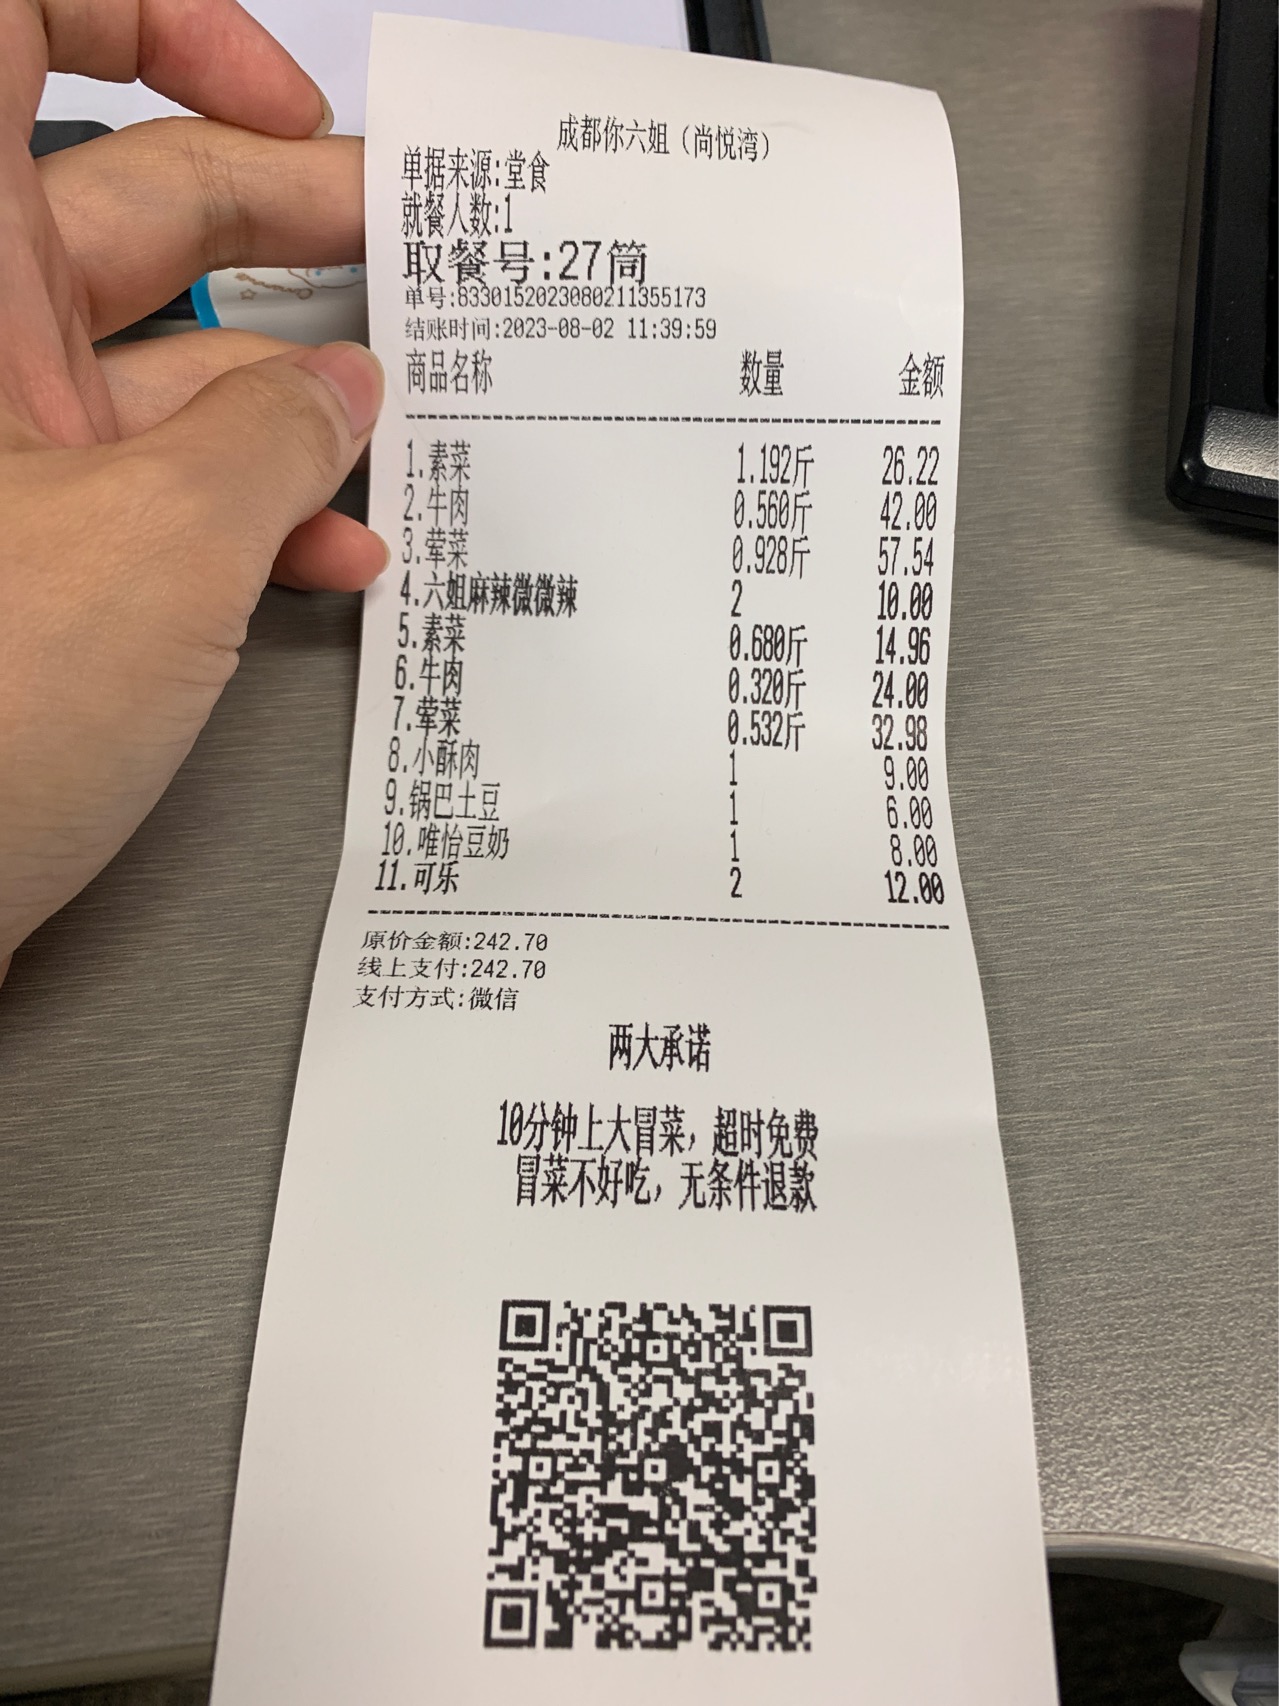 成都你六姐（尚悦湾）
单据来源:堂食
就餐人数:1
取餐号:27筒
单号:8330152023080211355173
结账时间:2023-08-02 11:39:59
商品名称 数量 金额
1.素菜 1.192斤 26.22
2.牛肉 0.560斤 42.00
3.荤菜 0.928斤 57.54
4.六姐麻辣微微辣 2 10.00
5.素菜 0.680斤 14.96
6.牛肉 0.320斤 24.00
7.荤菜 0.532斤 32.98
8.小酥肉 1 9.00
9.锅巴土豆 1 6.00
10.唯怡豆奶 1 8.00
11.可乐 2 12.00
原价金额:242.70
线上支付:242.70
支付方式:微信
两大承诺
10分钟上大冒菜，超时免费
冒菜不好吃，无条件退款